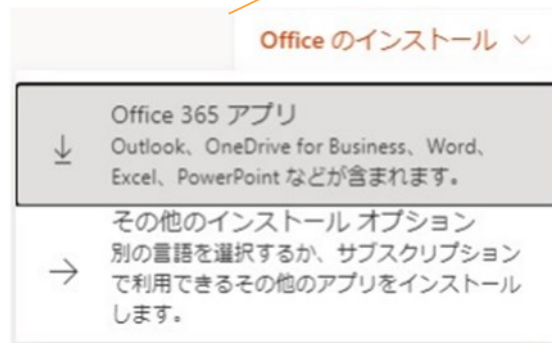 Office のインストール
Office 365 アプリ
Outlook、OneDrive for Business、Word、
Excel、PowerPoint などが含まれます。
その他のインストール オプション
別の言語を選択するか、サブスクリプション
で利用できるその他のアプリをインストール
します。